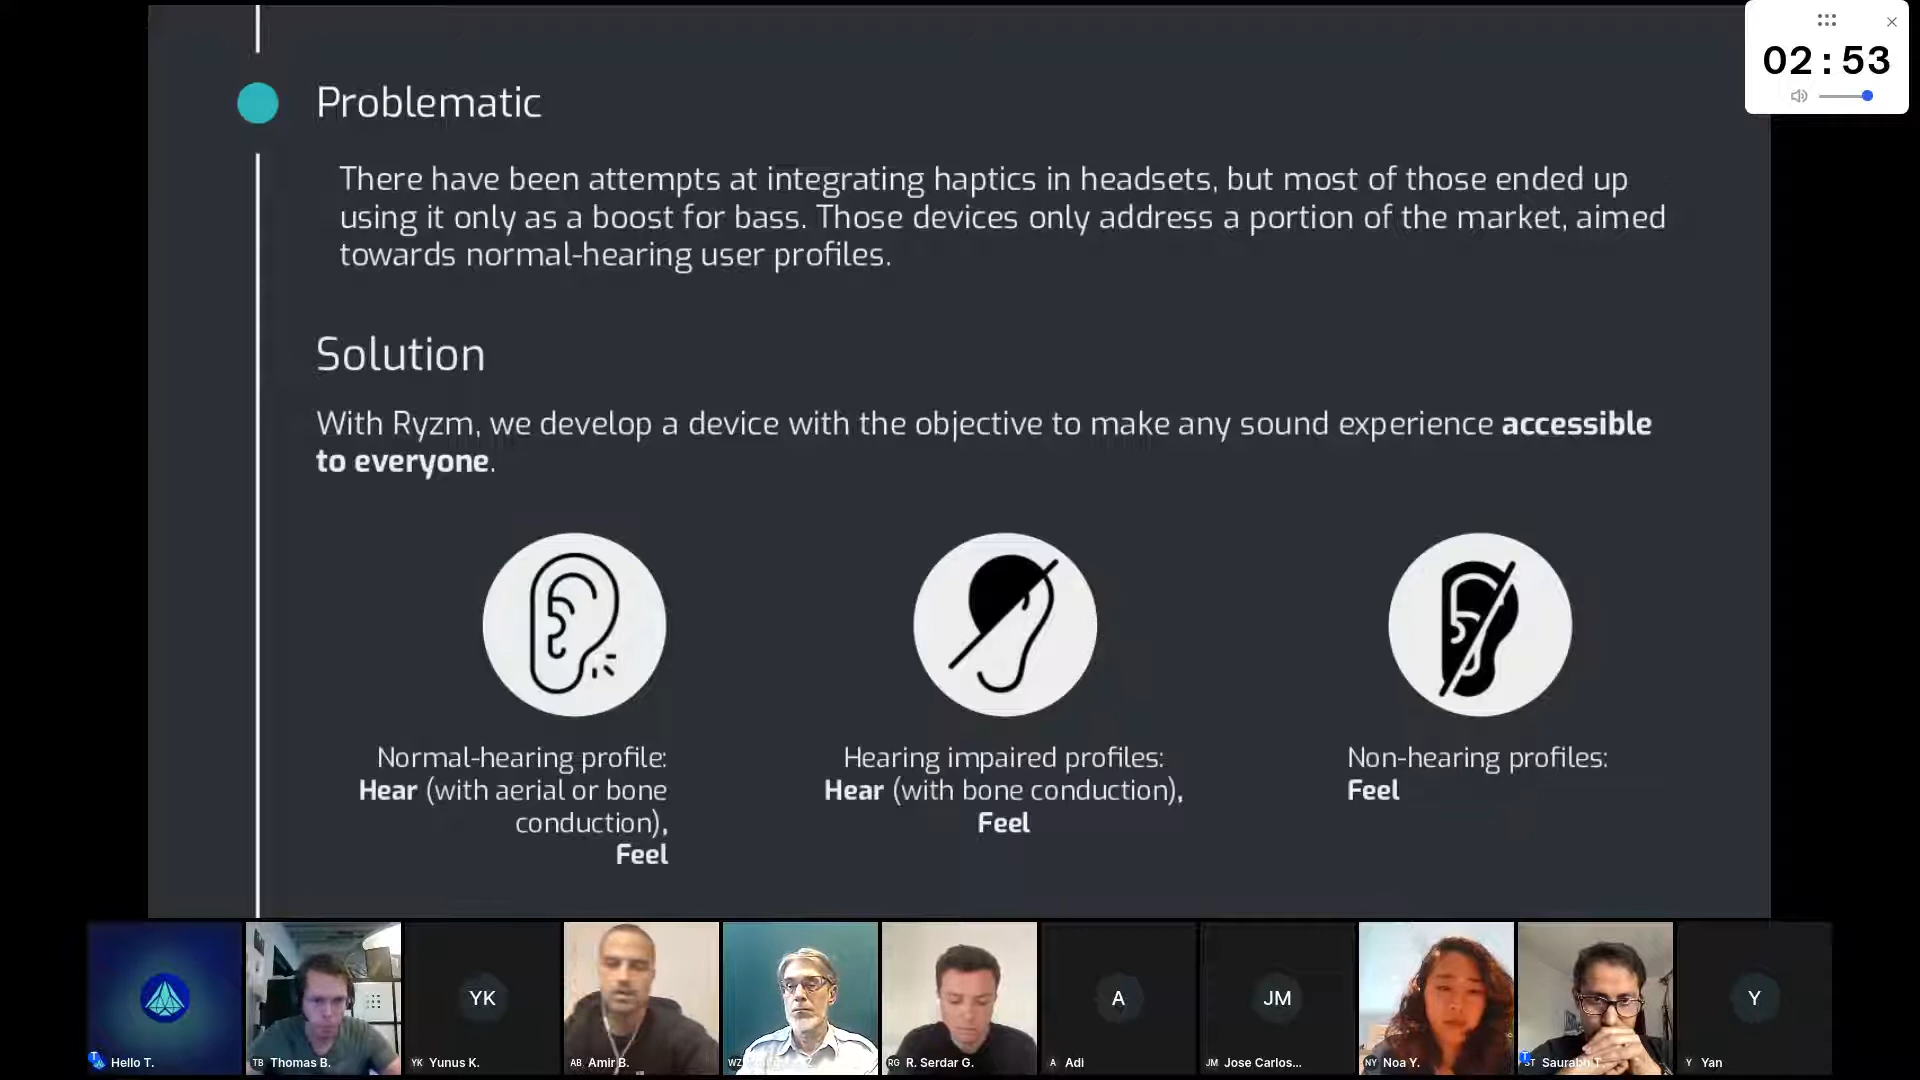 02:53
Problematic
There have been attempts at integrating haptics in headsets, but most of those ended up
using it only as a boost for bass. Those devices only address a portion of the market, aimed
towards normal-hearing user profiles.
Solution
With Ryzm, we develop a device with the objective to make any sound experience accessible
to everyone.
Normal-hearing profile:
Hear (with aerial or bone
conduction),
Feel
Hearing impaired profiles:
Hear (with bone conduction),
Feel
Non-hearing profiles:
Feel
YK
A
JM
Y
T Hello T.
TB Thomas B.
YK Yunus K.
AB Amir B.
WZ
RG R. Serdar G.
A Adi
JM Jose Carlos...
NY Noa Y.
ST Saurabh T.
Y Yan